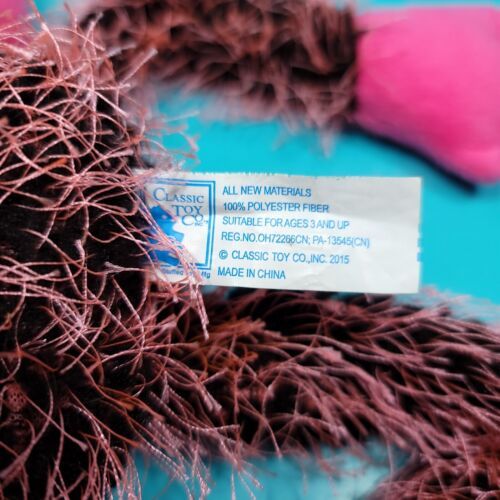 CLASSIC
TOY
CO
INC.
ALL NEW MATERIALS
100% POLYESTER FIBER
SUITABLE FOR AGES 3 AND UP
REG.NO.OH72266CN; PA-13545(CN)
© CLASSIC TOY CO.,INC. 2015
MADE IN CHINA